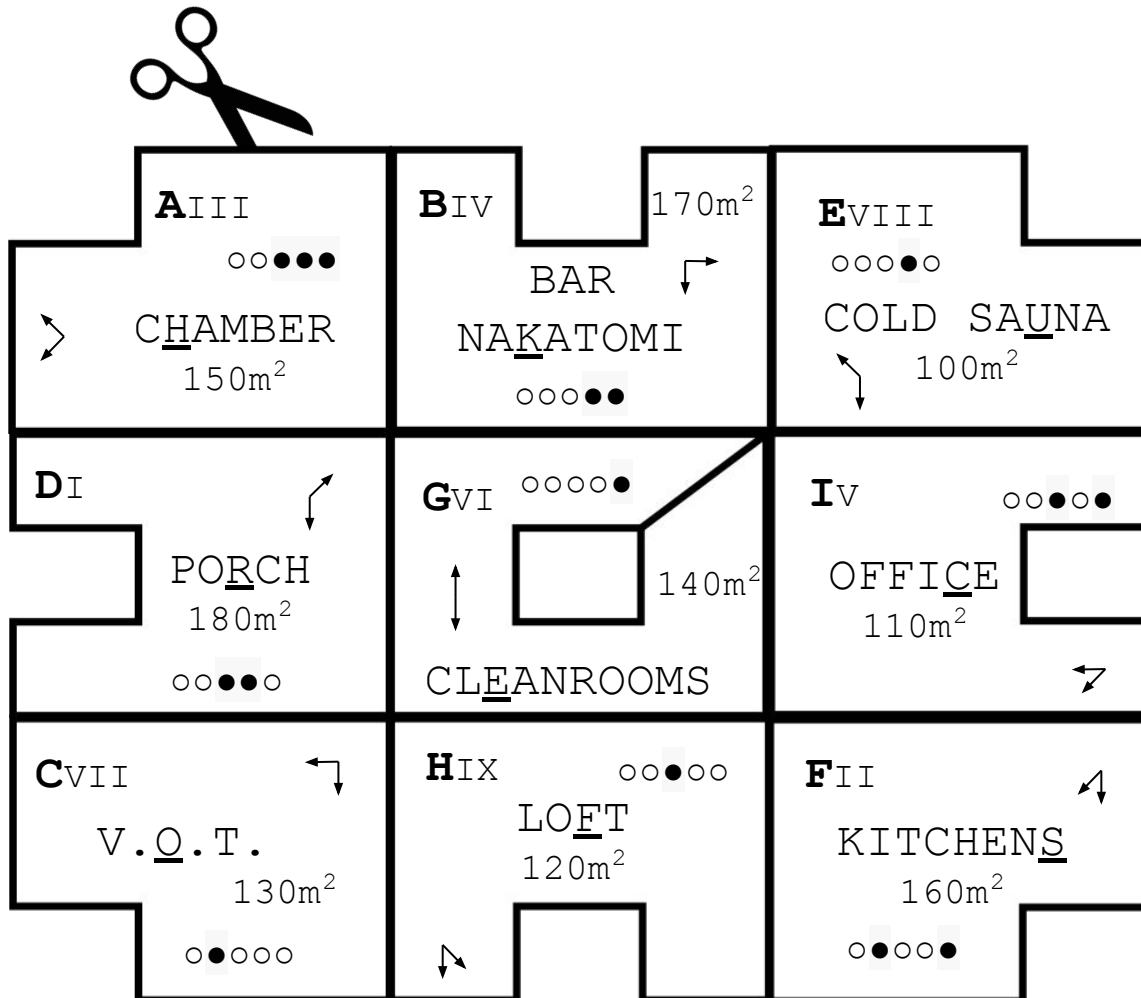 AIII
CHAMBER
150m²
BIV
170m²
BAR
NAKATOMI
EVIII
COLD SAUNA
100m²
DI
PORCH
180m²
GVI
140m²
CLEANROOMS
IV
OFFICE
110m²
CVII
V.O.T.
130m²
HIX
LOFT
120m²
FII
KITCHENS
160m²